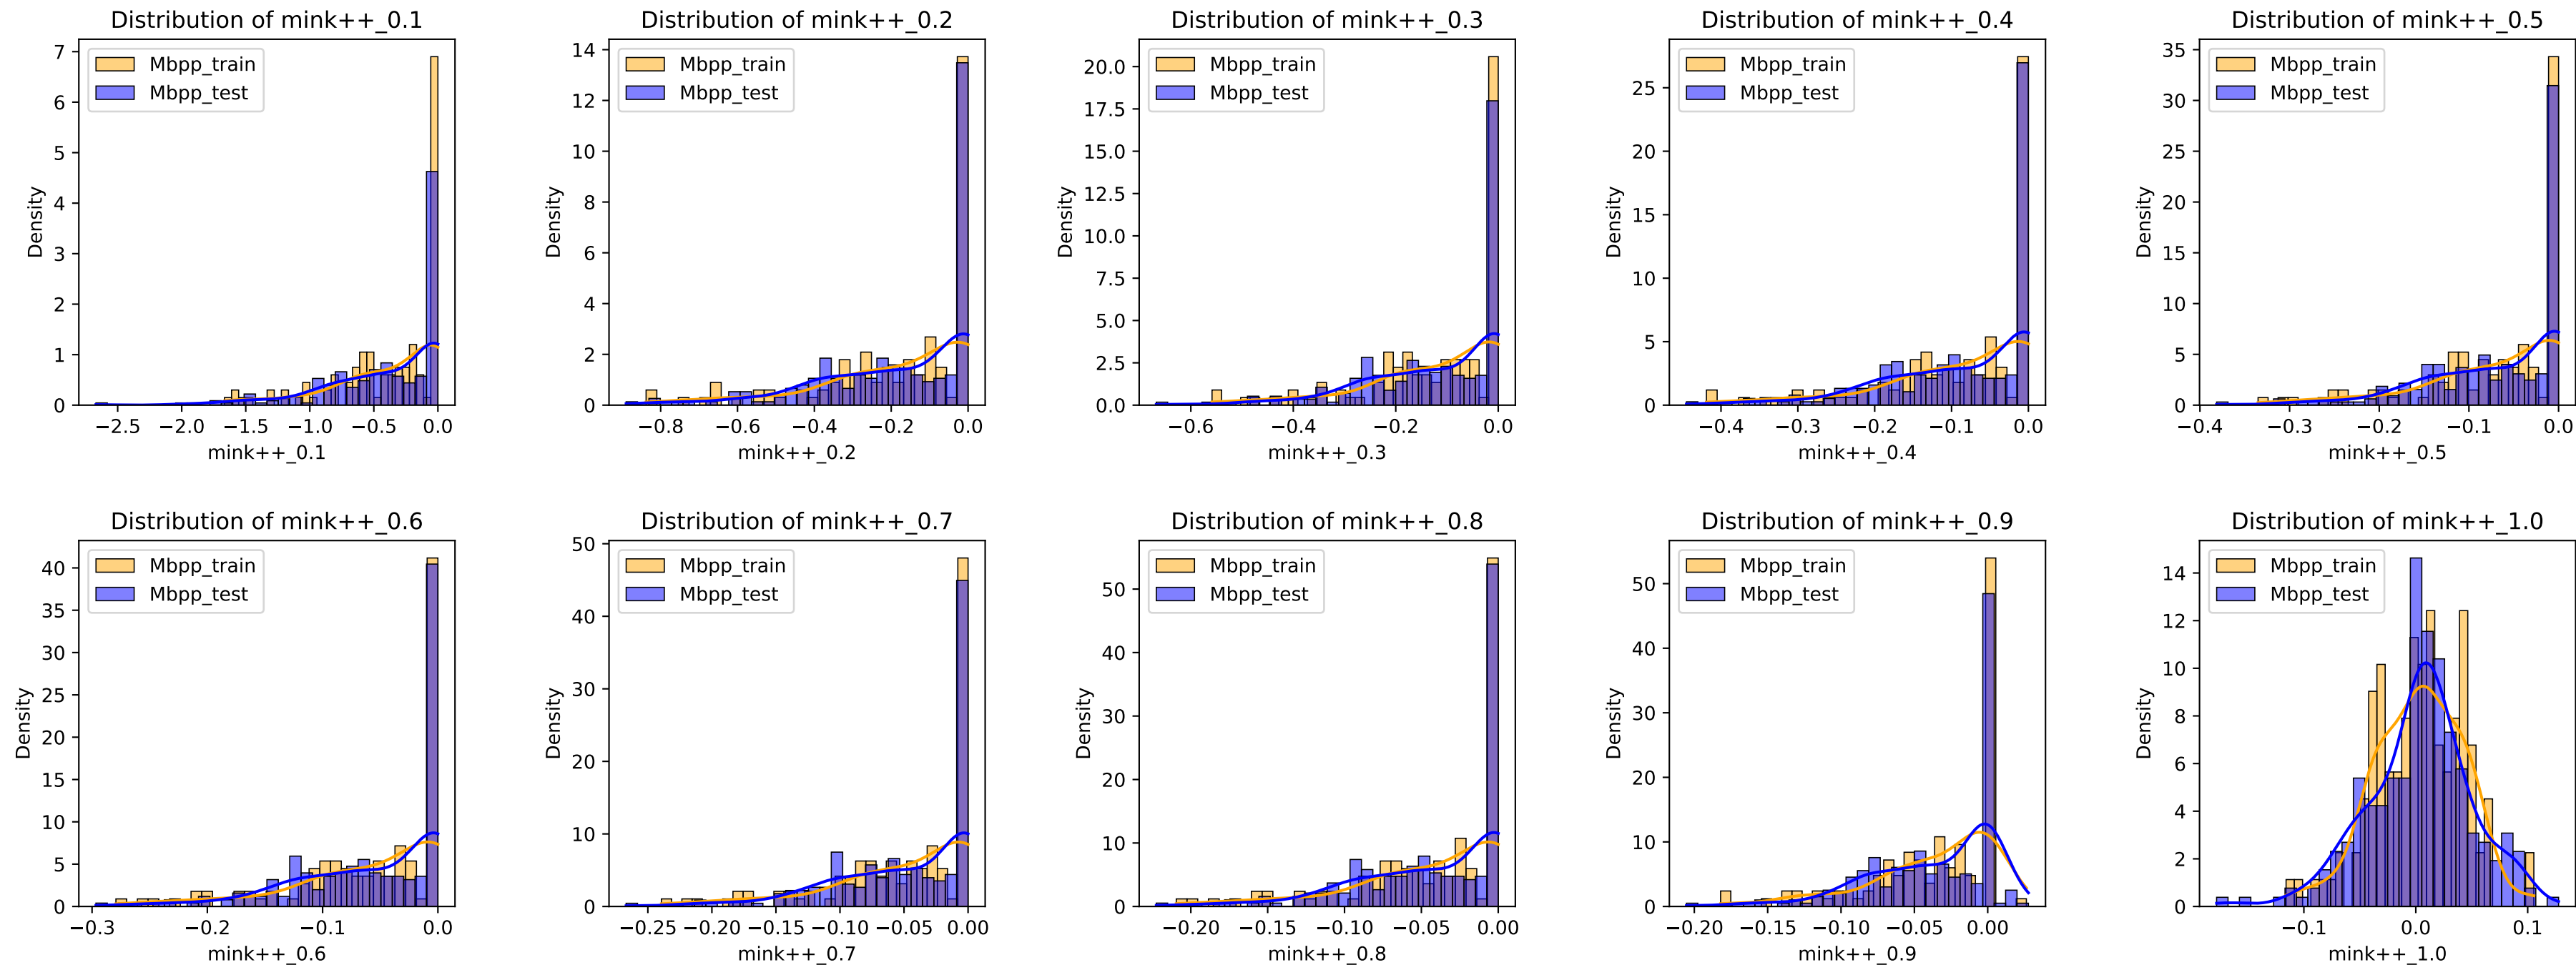 Distribution of mink++_0.1
Mbpp_train
Mbpp_test
Density
7
6
5
4
3
2
1
0
−2.5 −2.0 −1.5 −1.0 −0.5 0.0
mink++_0.1
Distribution of mink++_0.2
Mbpp_train
Mbpp_test
Density
14
12
10
8
6
4
2
0
−0.8 −0.6 −0.4 −0.2 0.0
mink++_0.2
Distribution of mink++_0.3
Mbpp_train
Mbpp_test
Density
20.0
17.5
15.0
12.5
10.0
7.5
5.0
2.5
0.0
−0.6 −0.4 −0.2 0.0
mink++_0.3
Distribution of mink++_0.4
Mbpp_train
Mbpp_test
Density
25
20
15
10
5
0
−0.4 −0.3 −0.2 −0.1 0.0
mink++_0.4
Distribution of mink++_0.5
Mbpp_train
Mbpp_test
Density
35
30
25
20
15
10
5
0
−0.4 −0.3 −0.2 −0.1 0.0
mink++_0.5
Distribution of mink++_0.6
Mbpp_train
Mbpp_test
Density
40
35
30
25
20
15
10
5
0
−0.3 −0.2 −0.1 0.0
mink++_0.6
Distribution of mink++_0.7
Mbpp_train
Mbpp_test
Density
50
40
30
20
10
0
−0.25 −0.20 −0.15 −0.10 −0.05 0.00
mink++_0.7
Distribution of mink++_0.8
Mbpp_train
Mbpp_test
Density
50
40
30
20
10
0
−0.20 −0.15 −0.10 −0.05 0.00
mink++_0.8
Distribution of mink++_0.9
Mbpp_train
Mbpp_test
Density
50
40
30
20
10
0
−0.20 −0.15 −0.10 −0.05 0.00
mink++_0.9
Distribution of mink++_1.0
Mbpp_train
Mbpp_test
Density
14
12
10
8
6
4
2
0
−0.1 0.0 0.1
mink++_1.0